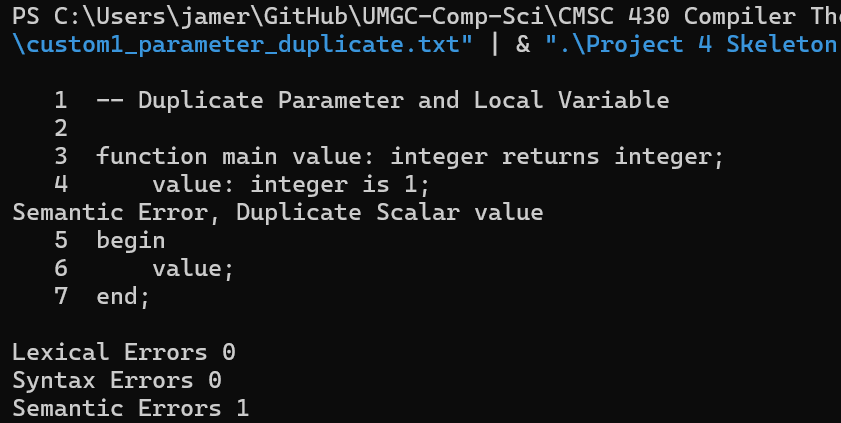 PS C:\Users\jamer\GitHub\UMGC-Comp-Sci\CMSC 430 Compiler The
\custom1_parameter_duplicate.txt" | & ".\Project 4 Skeleton
1 -- Duplicate Parameter and Local Variable
2
3 function main value: integer returns integer;
4 value: integer is 1;
Semantic Error, Duplicate Scalar value
5 begin
6 value;
7 end;
Lexical Errors 0
Syntax Errors 0
Semantic Errors 1